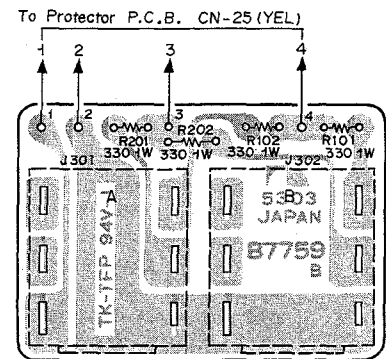 To Protector P.C.B. CN-25 (YEL)
1 2 3 4
1 2 3 4
R201 R202 R102 R101
330 1W 330 1W 330 1W 330 1W
J301 J302
A B
5303
JAPAN
TK-TFP 94V
87759
B